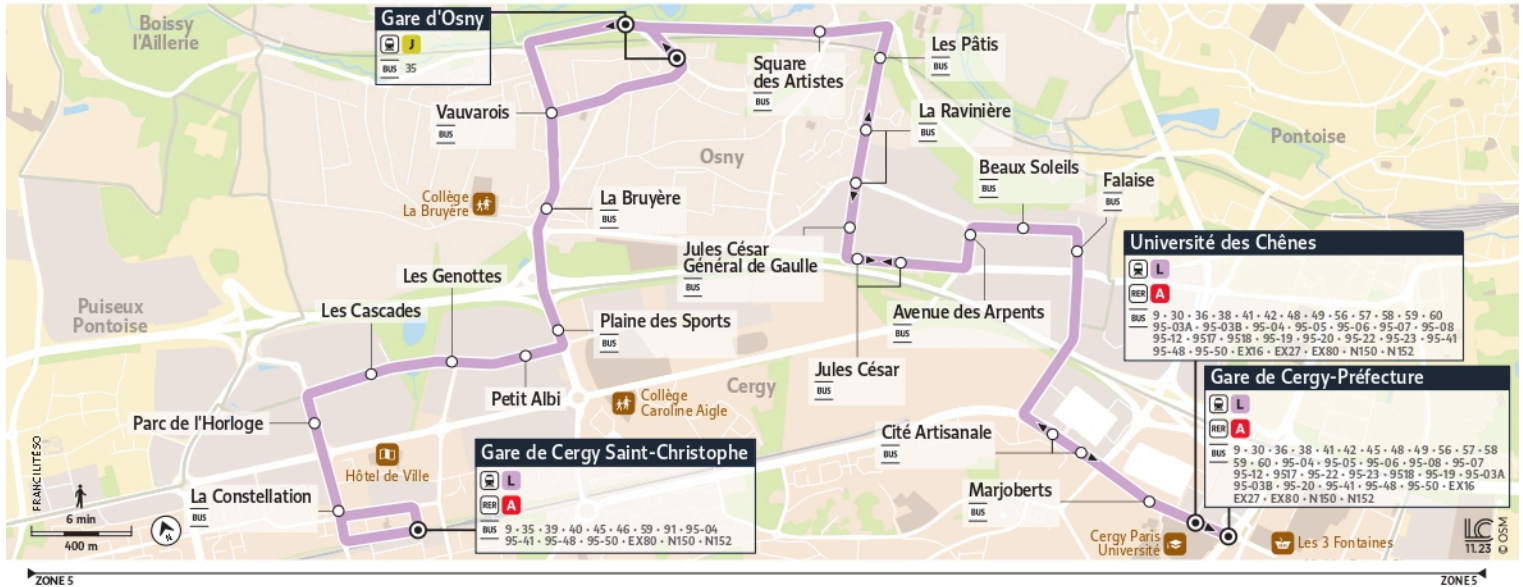 Boissy
l'Aillerie
Gare d'Osny
J
BUS 35
Square
des Artistes
BUS
Les Pâtis
BUS
Vauvarois
BUS
La Ravinière
BUS
Osny
Pontoise
Beaux Soleils
BUS
Falaise
BUS
Collège
La Bruyère
La Bruyère
BUS
Jules César
Général de Gaulle
BUS
Université des Chênes
L
RER A
BUS 9 • 30 • 36 • 38 • 41 • 42 • 48 • 49 • 56 • 57 • 58 • 59 • 60
95-03A • 95-03B • 95-04 • 95-05 • 95-06 • 95-07 • 95-08
95-12 • 9517 • 9518 • 95-19 • 95-20 • 95-22 • 95-23 • 95-41
95-48 • 95-50 • EX16 • EX27 • EX80 • N150 • N152
Les Genottes
Puiseux
Pontoise
Les Cascades
Plaine des Sports
BUS
Avenue des Arpents
BUS
Jules César
BUS
Petit Albi
Cergy
Collège
Caroline Aigle
Gare de Cergy-Préfecture
L
RER A
BUS 9 • 30 • 36 • 38 • 41 • 42 • 45 • 48 • 49 • 56 • 57 • 58
59 • 60 • 95-04 • 95-05 • 95-06 • 95-08 • 95-07
95-12 • 9517 • 95-22 • 95-23 • 9518 • 95-19 • 95-03A
95-03B • 95-20 • 95-41 • 95-48 • 95-50 • EX16
EX27 • EX80 • N150 • N152
Parc de l'Horloge
Cité Artisanale
BUS
Hôtel de Ville
Gare de Cergy Saint-Christophe
L
RER A
BUS 9 • 35 • 39 • 40 • 45 • 46 • 59 • 91 • 95-04
95-41 • 95-48 • 95-50 • EX80 • N150 • N152
La Constellation
BUS
Marjoberts
BUS
Cergy Paris
Université
Les 3 Fontaines
FRANCILITÉ SO
6 min
400 m
N
LC
11.23
© OSM
ZONE 5
ZONE 5